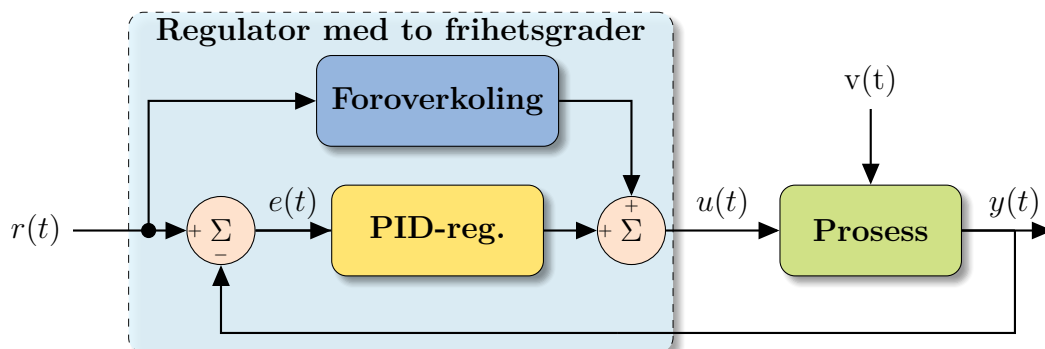 Regulator med to frihetsgrader
Foroverkoling
v(t)
r(t)
+ Σ
−
e(t)
PID-reg.
+
+ Σ
u(t)
Prosess
y(t)